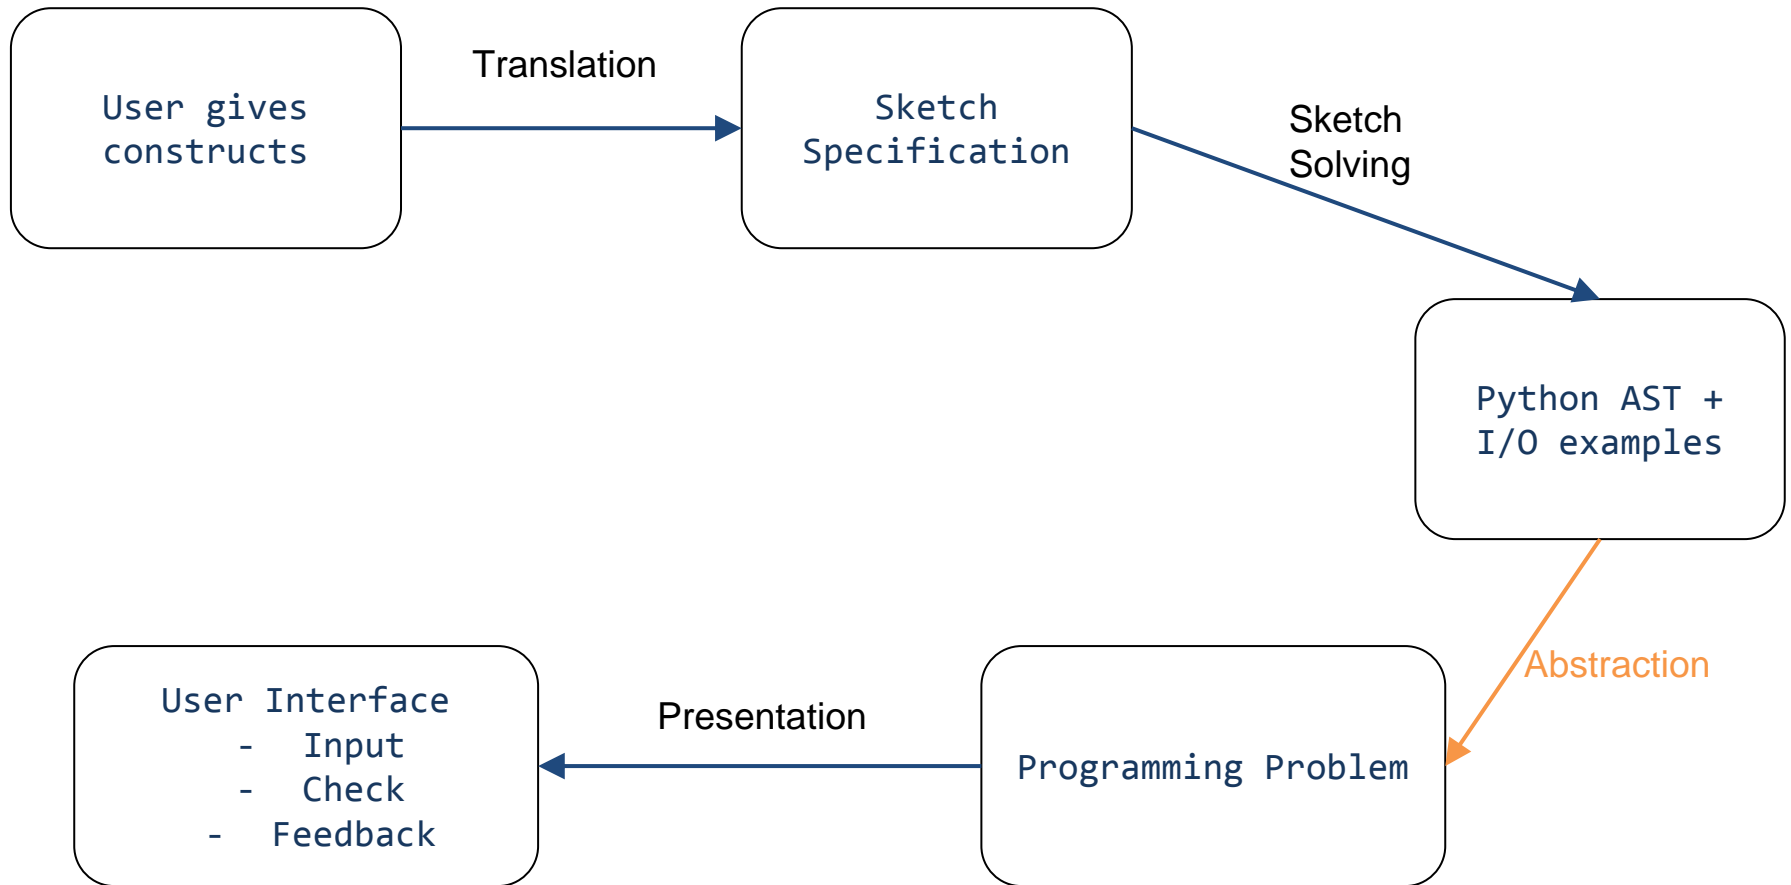 User gives
constructs
Translation
Sketch
Specification
Sketch
Solving
Python AST +
I/O examples
Abstraction
Programming Problem
Presentation
User Interface
- Input
- Check
- Feedback